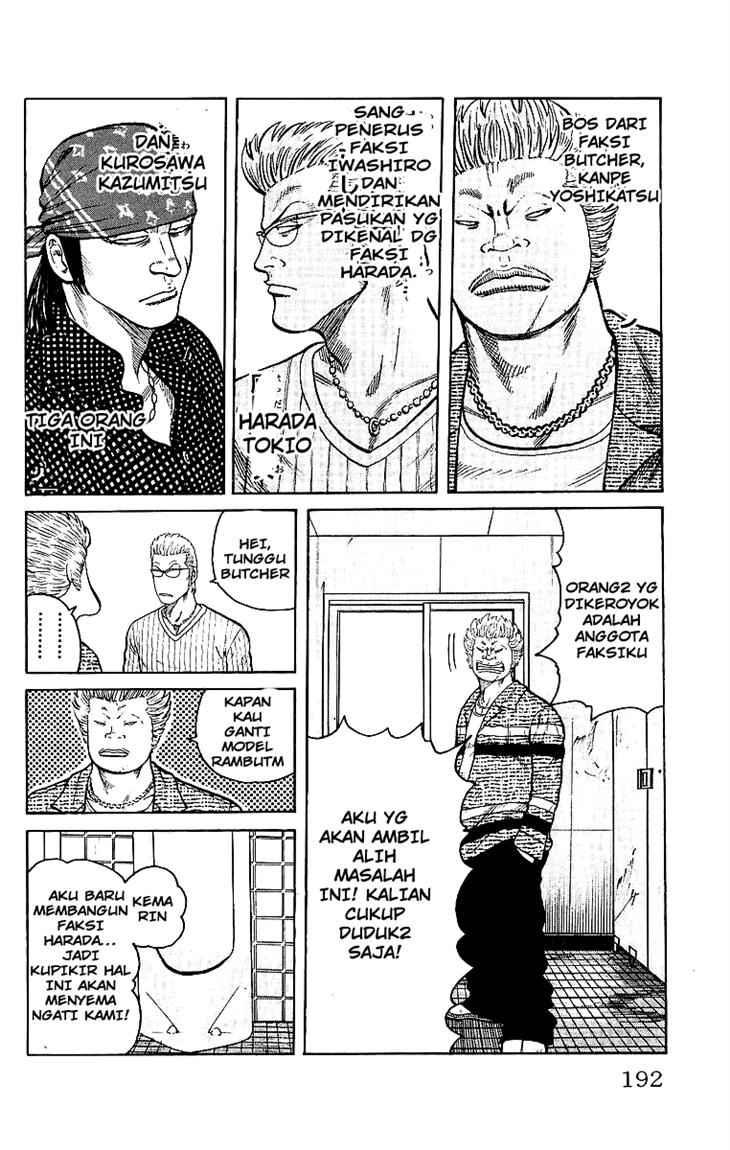 BOS DARI
FAKSI
BUTCHER,
KANPE
YOSHIKATSU
SANG
PENERUS
FAKSI
IWASHIRO
DAN
MENDIRIKAN
PASUKAN YG
DIKENAL DG
FAKSI
HARADA.
HARADA
TOKIO
DAN
KUROSAWA
KAZUMITSU
TIGA ORANG
INI
ORANG2 YG
DIKEROYOK
ADALAH
ANGGOTA
FAKSIKU
AKU YG
AKAN AMBIL
ALIH
MASALAH
INI! KALIAN
CUKUP
DUDUK2
SAJA!
HEI,
TUNGGU
BUTCHER
KAPAN
KAU
GANTI
MODEL
RAMBUTM
KEMA
RIN
AKU BARU
MEMBANGUN
FAKSI
HARADA...
JADI
KUPIKIR HAL
INI AKAN
MENYEMA
NGATI KAMI!
192